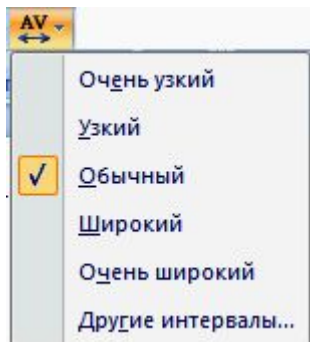 AV
Очень узкий
Узкий
Обычный
Широкий
Очень широкий
Другие интервалы...